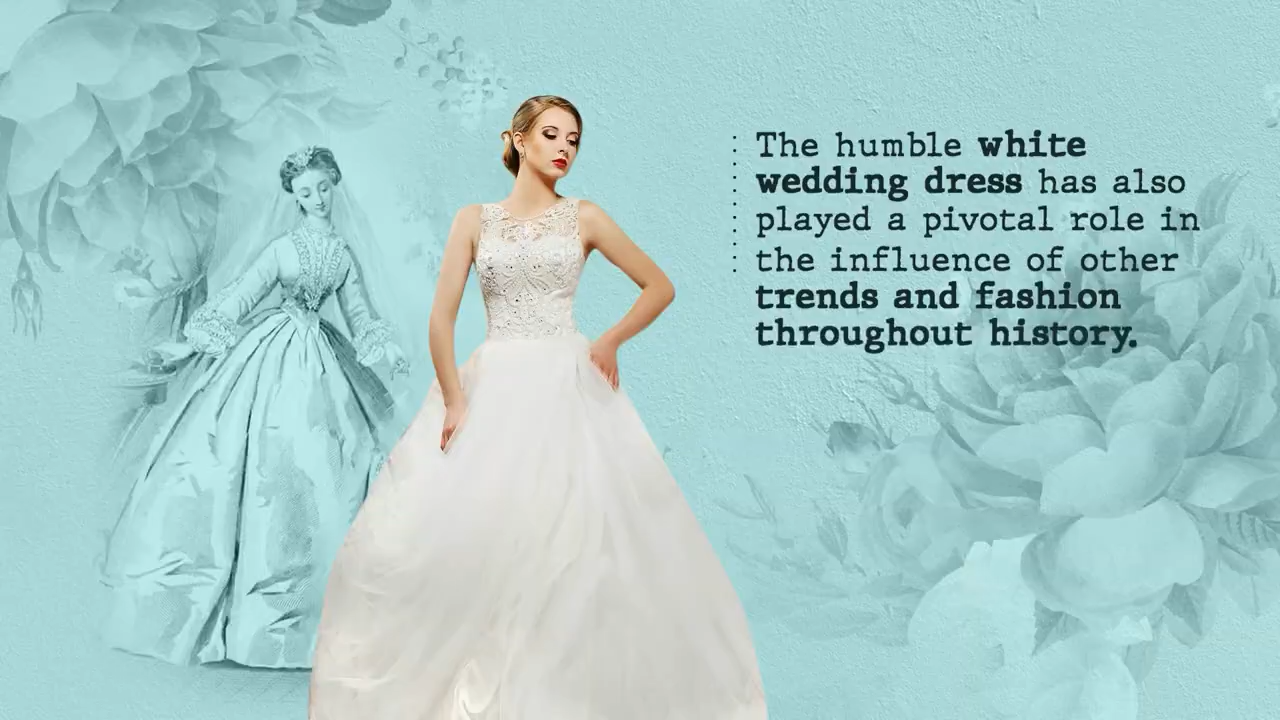 The humble white
wedding dress has also
played a pivotal role in
the influence of other
trends and fashion
throughout history.